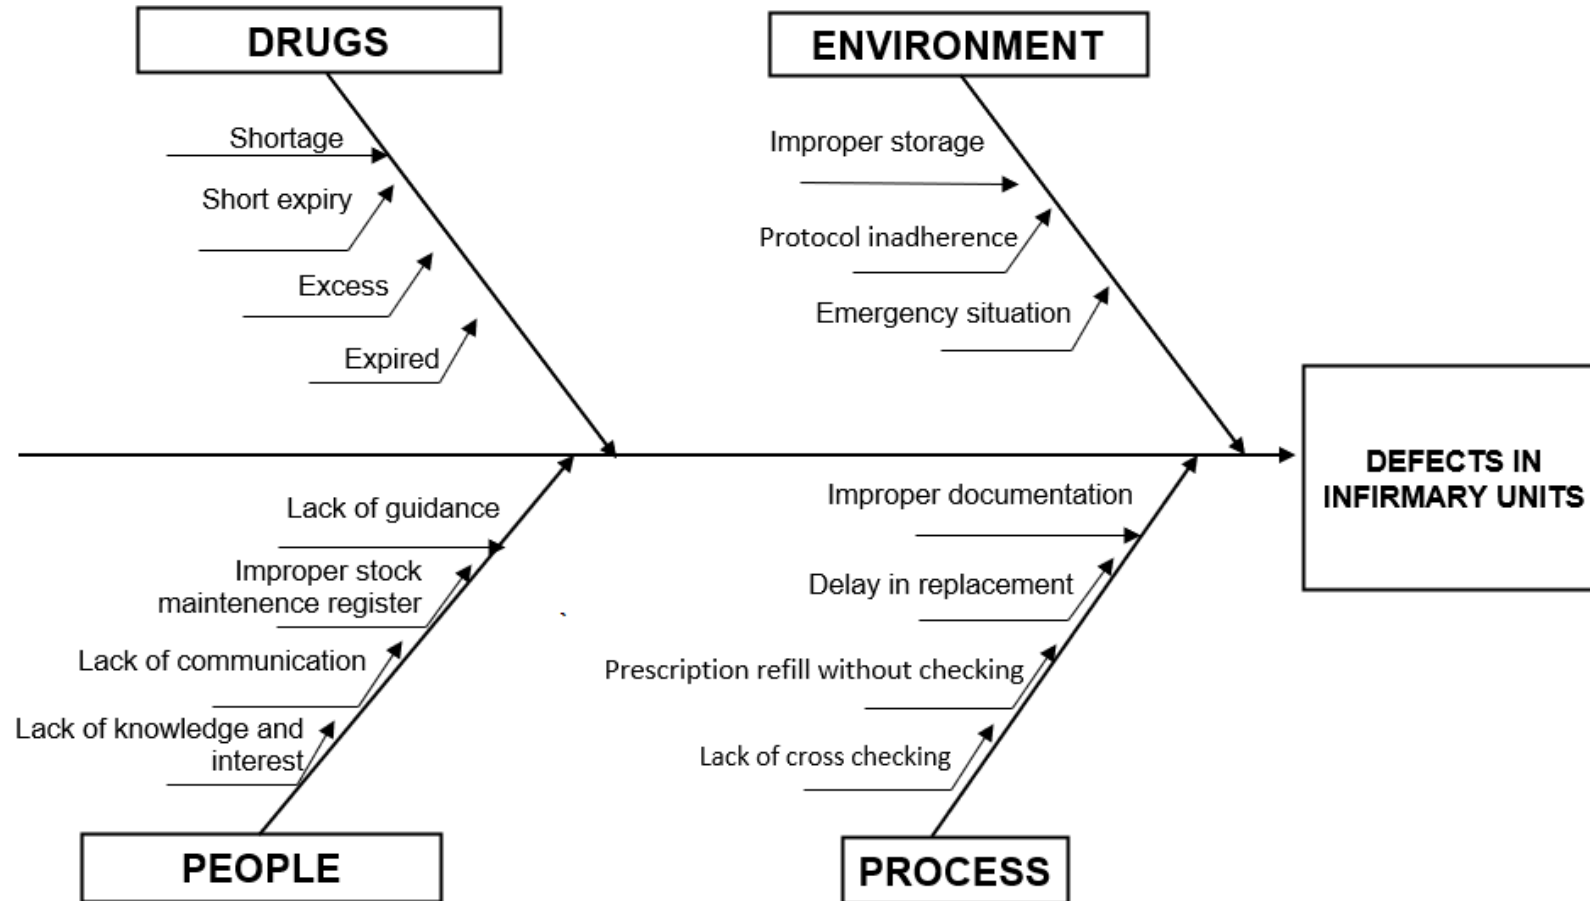 DRUGS
Shortage
Short expiry
Excess
Expired
ENVIRONMENT
Improper storage
Protocol inadherence
Emergency situation
DEFECTS IN
INFIRMARY UNITS
Lack of guidance
Improper stock
maintenence register
Lack of communication
Lack of knowledge and
interest
PEOPLE
Improper documentation
Delay in replacement
Prescription refill without checking
Lack of cross checking
PROCESS